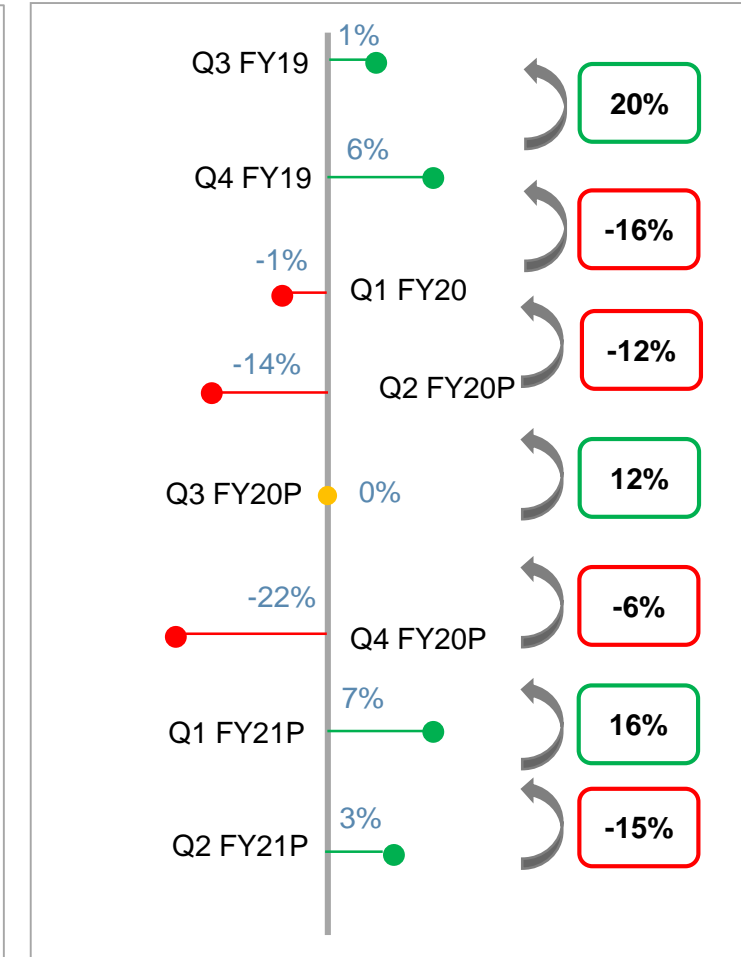 1%
Q3 FY19
20%
6%
Q4 FY19
-16%
-1%
Q1 FY20
-12%
-14%
Q2 FY20P
Q3 FY20P
0%
12%
-22%
-6%
Q4 FY20P
7%
Q1 FY21P
16%
3%
Q2 FY21P
-15%